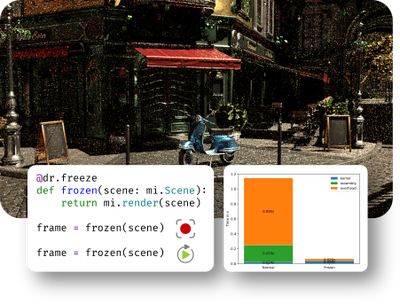 @dr.freeze
def frozen(scene: mi.Scene):
return mi.render(scene)
frame = frozen(scene)
frame = frozen(scene)
Normal
Frozen